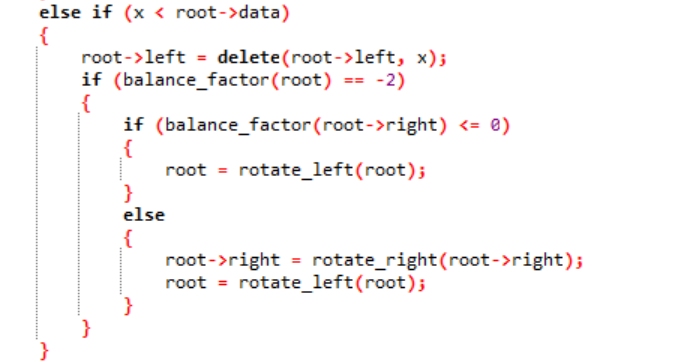 else if (x < root->data)
{
root->left = delete(root->left, x);
if (balance_factor(root) == -2)
{
if (balance_factor(root->right) <= 0)
{
root = rotate_left(root);
}
else
{
root->right = rotate_right(root->right);
root = rotate_left(root);
}
}
}